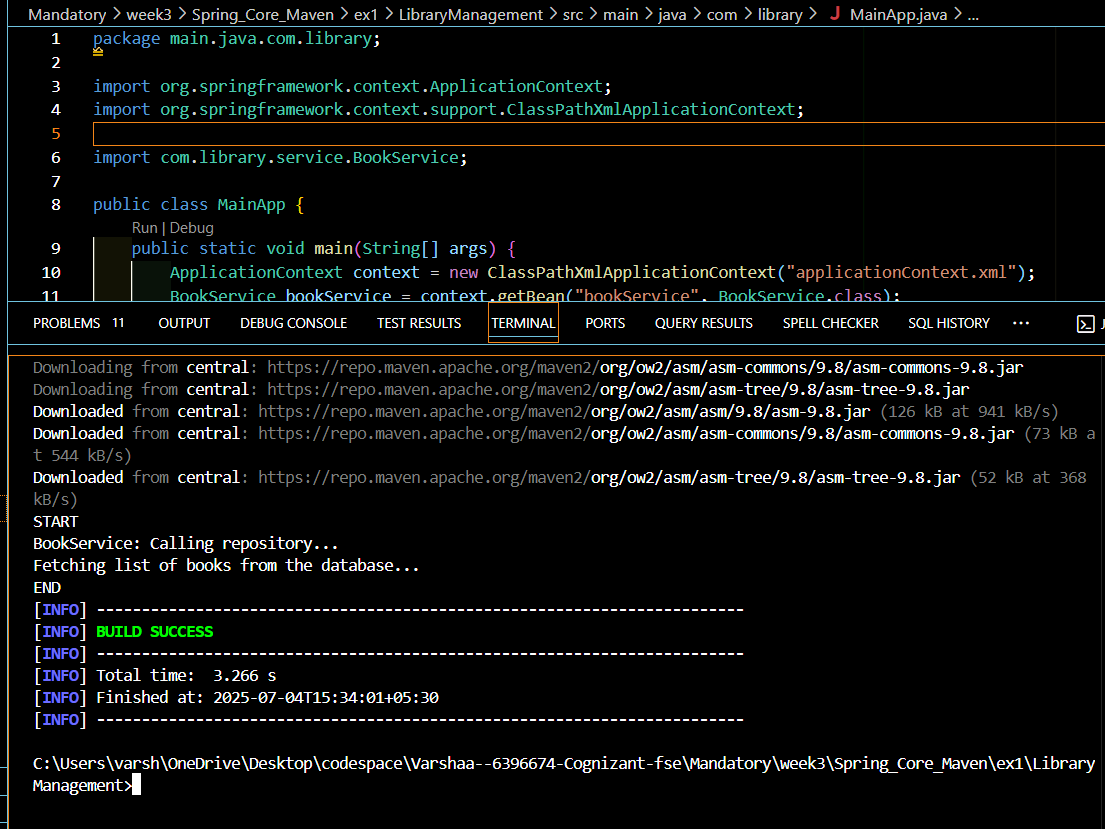 Mandatory > week3 > Spring_Core_Maven > ex1 > LibraryManagement > src > main > java > com > library > J MainApp.java > ...
1 package main.java.com.library;
2
3 import org.springframework.context.ApplicationContext;
4 import org.springframework.context.support.ClassPathXmlApplicationContext;
5
6 import com.library.service.BookService;
7
8 public class MainApp {
Run | Debug
9 public static void main(String[] args) {
10 ApplicationContext context = new ClassPathXmlApplicationContext("applicationContext.xml");
11 BookService bookService = context.getBean("bookService", BookService.class);
PROBLEMS 11 OUTPUT DEBUG CONSOLE TEST RESULTS TERMINAL PORTS QUERY RESULTS SPELL CHECKER SQL HISTORY ···
Downloading from central: https://repo.maven.apache.org/maven2/org/ow2/asm/asm-commons/9.8/asm-commons-9.8.jar
Downloading from central: https://repo.maven.apache.org/maven2/org/ow2/asm/asm-tree/9.8/asm-tree-9.8.jar
Downloaded from central: https://repo.maven.apache.org/maven2/org/ow2/asm/asm/9.8/asm-9.8.jar (126 kB at 941 kB/s)
Downloaded from central: https://repo.maven.apache.org/maven2/org/ow2/asm/asm-commons/9.8/asm-commons-9.8.jar (73 kB a
t 544 kB/s)
Downloaded from central: https://repo.maven.apache.org/maven2/org/ow2/asm/asm-tree/9.8/asm-tree-9.8.jar (52 kB at 368
kB/s)
START
BookService: Calling repository...
Fetching list of books from the database...
END
[INFO] ------------------------------------------------------------------------
[INFO] BUILD SUCCESS
[INFO] ------------------------------------------------------------------------
[INFO] Total time:  3.266 s
[INFO] Finished at: 2025-07-04T15:34:01+05:30
[INFO] ------------------------------------------------------------------------
C:\Users\varsh\OneDrive\Desktop\codespace\Varshaa--6396674-Cognizant-fse\Mandatory\week3\Spring_Core_Maven\ex1\Library
Management>